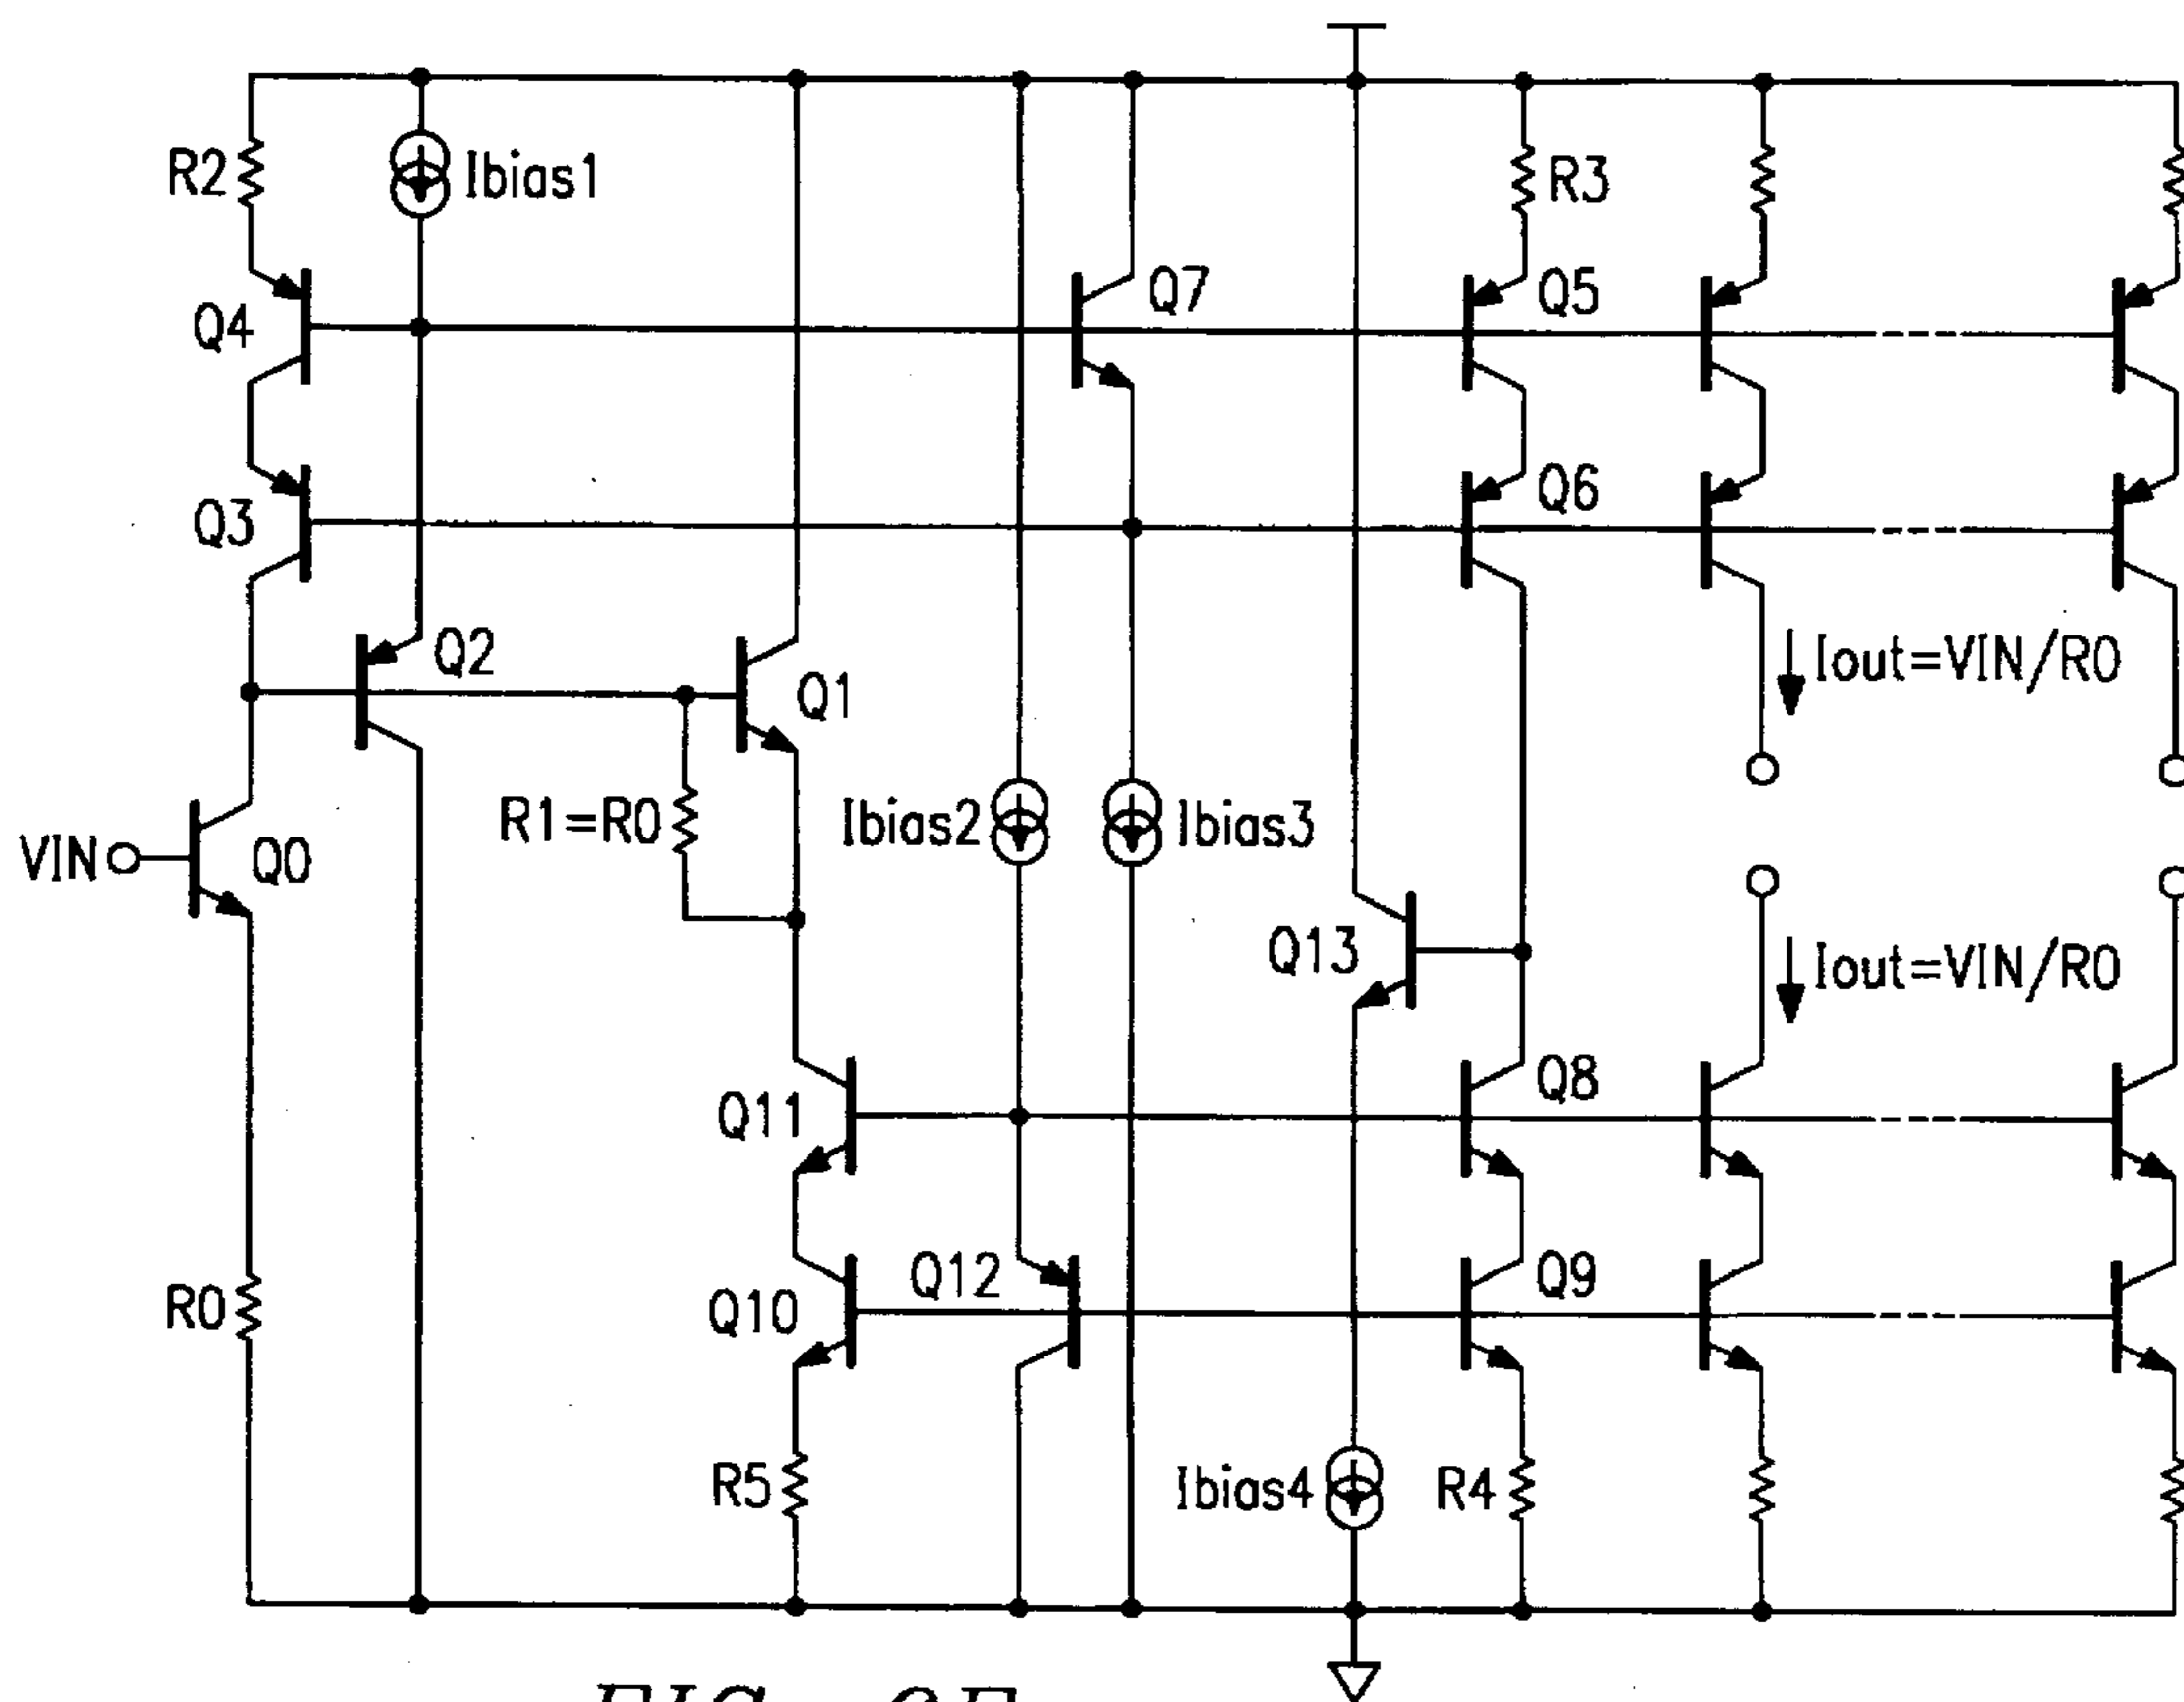 R2
Ibias1
R3
Q4
Q7
Q5
Q3
Q6
Q2
Q1
Iout=VIN/R0
R1=R0
Ibias2
Ibias3
VIN
Q0
Q13
Iout=VIN/R0
Q11
Q8
Q10
Q12
Q9
R0
R5
Ibias4
R4